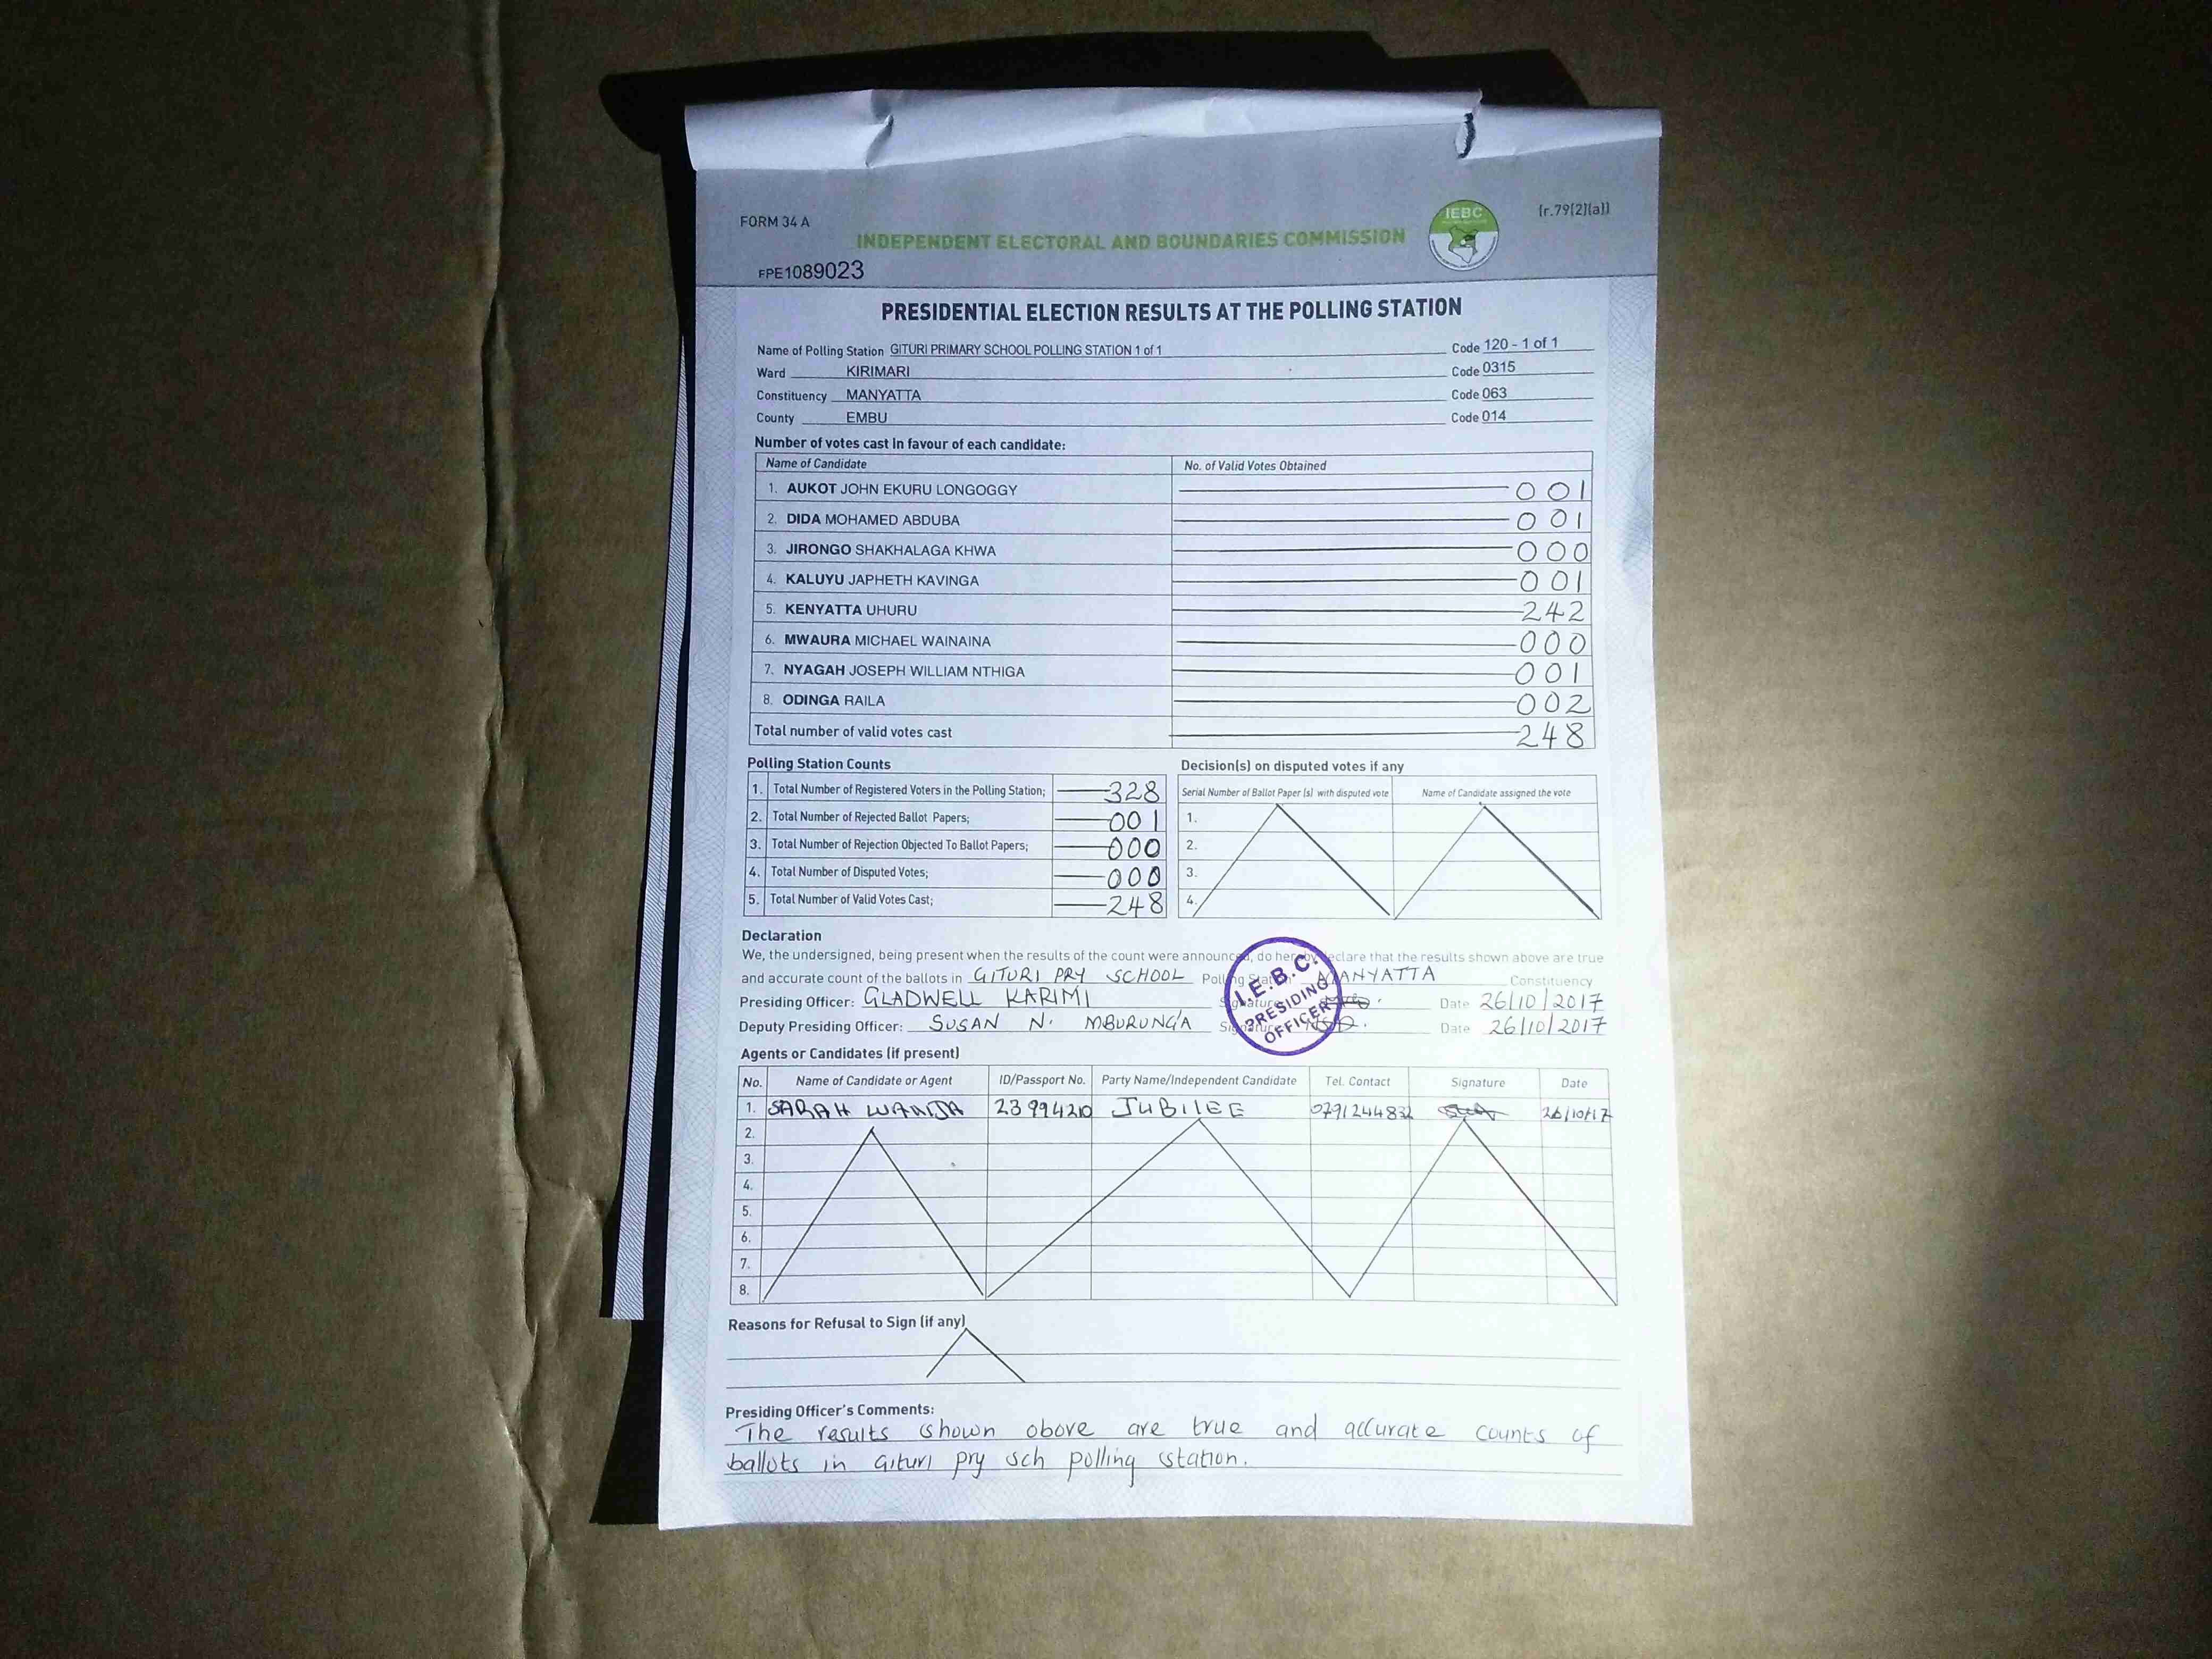 FORM 34 A
IEBC
(r.79(2)(a))
INDEPENDENT ELECTORAL AND BOUNDARIES COMMISSION
FPE1089023
PRESIDENTIAL ELECTION RESULTS AT THE POLLING STATION
Name of Polling Station GITURI PRIMARY SCHOOL POLLING STATION 1 of 1 Code 120 - 1 of 1
Ward KIRIMARI Code 0315
Constituency MANYATTA Code 063
County EMBU Code 014
Number of votes cast in favour of each candidate:
Name of Candidate No. of Valid Votes Obtained
1. AUKOT JOHN EKURU LONGOGGY 001
2. DIDA MOHAMED ABDUBA 001
3. JIRONGO SHAKHALAGA KHWA 000
4. KALUYU JAPHETH KAVINGA 001
5. KENYATTA UHURU 242
6. MWAURA MICHAEL WAINAINA 000
7. NYAGAH JOSEPH WILLIAM NTHIGA 001
8. ODINGA RAILA 002
Total number of valid votes cast 248
Polling Station Counts
1. Total Number of Registered Voters in the Polling Station; 328
2. Total Number of Rejected Ballot Papers; 001
3. Total Number of Rejection Objected To Ballot Papers; 000
4. Total Number of Disputed Votes; 000
5. Total Number of Valid Votes Cast; 248
Decision(s) on disputed votes if any
Serial Number of Ballot Paper (s) with disputed vote Name of Candidate assigned the vote
1.
2.
3.
4.
Declaration
We, the undersigned, being present when the results of the count were announced, do hereby declare that the results shown above are true
and accurate count of the ballots in GITURI PRY SCHOOL Polling Station MANYATTA Constituency
Presiding Officer: GLADWELL KARIMI Signature Date 26/10/2017
Deputy Presiding Officer: SUSAN N. MBURUNG'A Signature Date 26/10/2017
I.E.B.C.
PRESIDING
OFFICER
Agents or Candidates (if present)
No. Name of Candidate or Agent ID/Passport No. Party Name/Independent Candidate Tel. Contact Signature Date
1. SARAH WANJA 23994210 JUBILEE 0791244832 26/10/17
2.
3.
4.
5.
6.
7.
8.
Reasons for Refusal to Sign (if any)
Presiding Officer's Comments:
The results shown obove are true and accurate counts of
ballots in Gituri pry sch polling station.